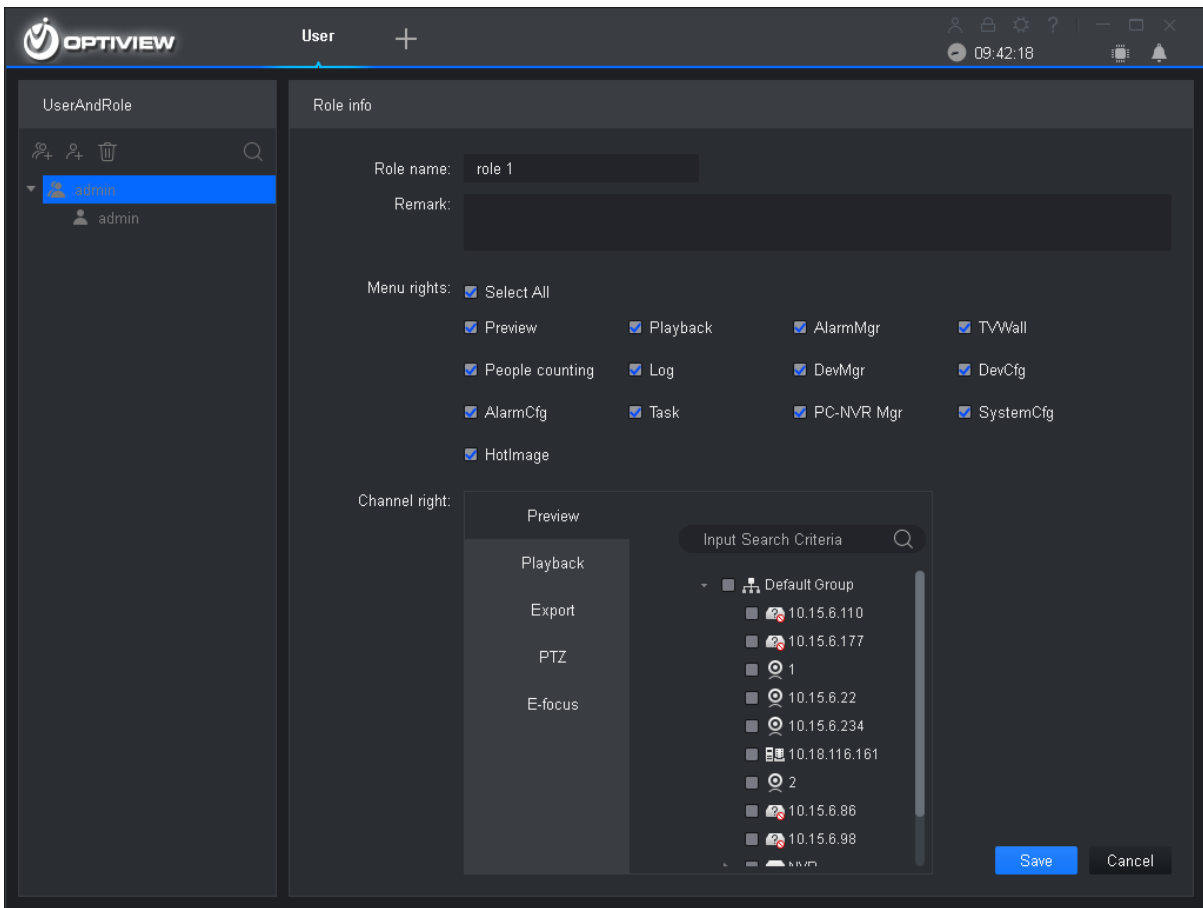 OPTIVIEW
User
09:42:18
UserAndRole
Role info
admin
admin
Role name: role 1
Remark:
Menu rights: Select All
Preview Playback AlarmMgr TVWall
People counting Log DevMgr DevCfg
AlarmCfg Task PC-NVR Mgr SystemCfg
HotImage
Channel right:
Preview
Playback
Export
PTZ
E-focus
Input Search Criteria
Default Group
10.15.6.110
10.15.6.177
1
10.15.6.22
10.15.6.234
10.18.116.161
2
10.15.6.86
10.15.6.98
NVR
Save Cancel